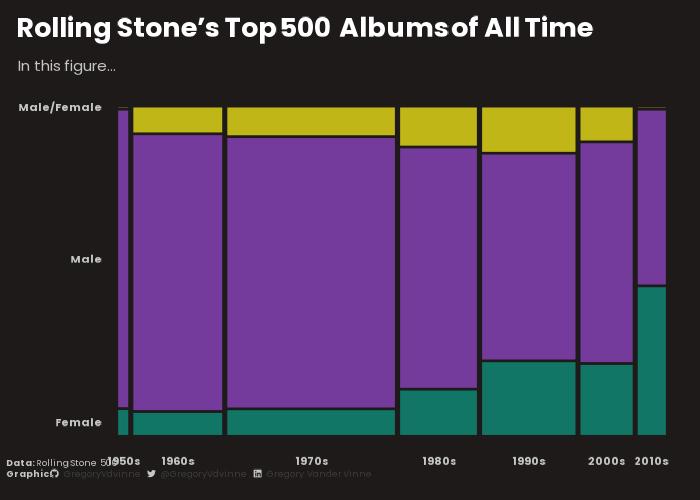 Rolling Stone's Top 500 Albums of All Time
In this figure...
Male/Female
Male
Female
1950s 1960s 1970s 1980s 1990s 2000s 2010s
Data: Rolling Stone 500
Graphic: GregoryVdvinne @GregoryVdvinne Gregory Vander Vinne